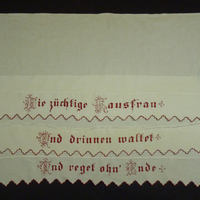 Die züchtige Hausfrau
Und drinnen waltet
Und reget ohn' Ende